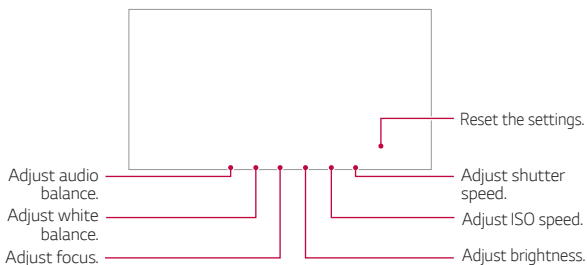 Reset the settings.
Adjust audio
balance.
Adjust white
balance.
Adjust focus.
Adjust shutter
speed.
Adjust ISO speed.
Adjust brightness.